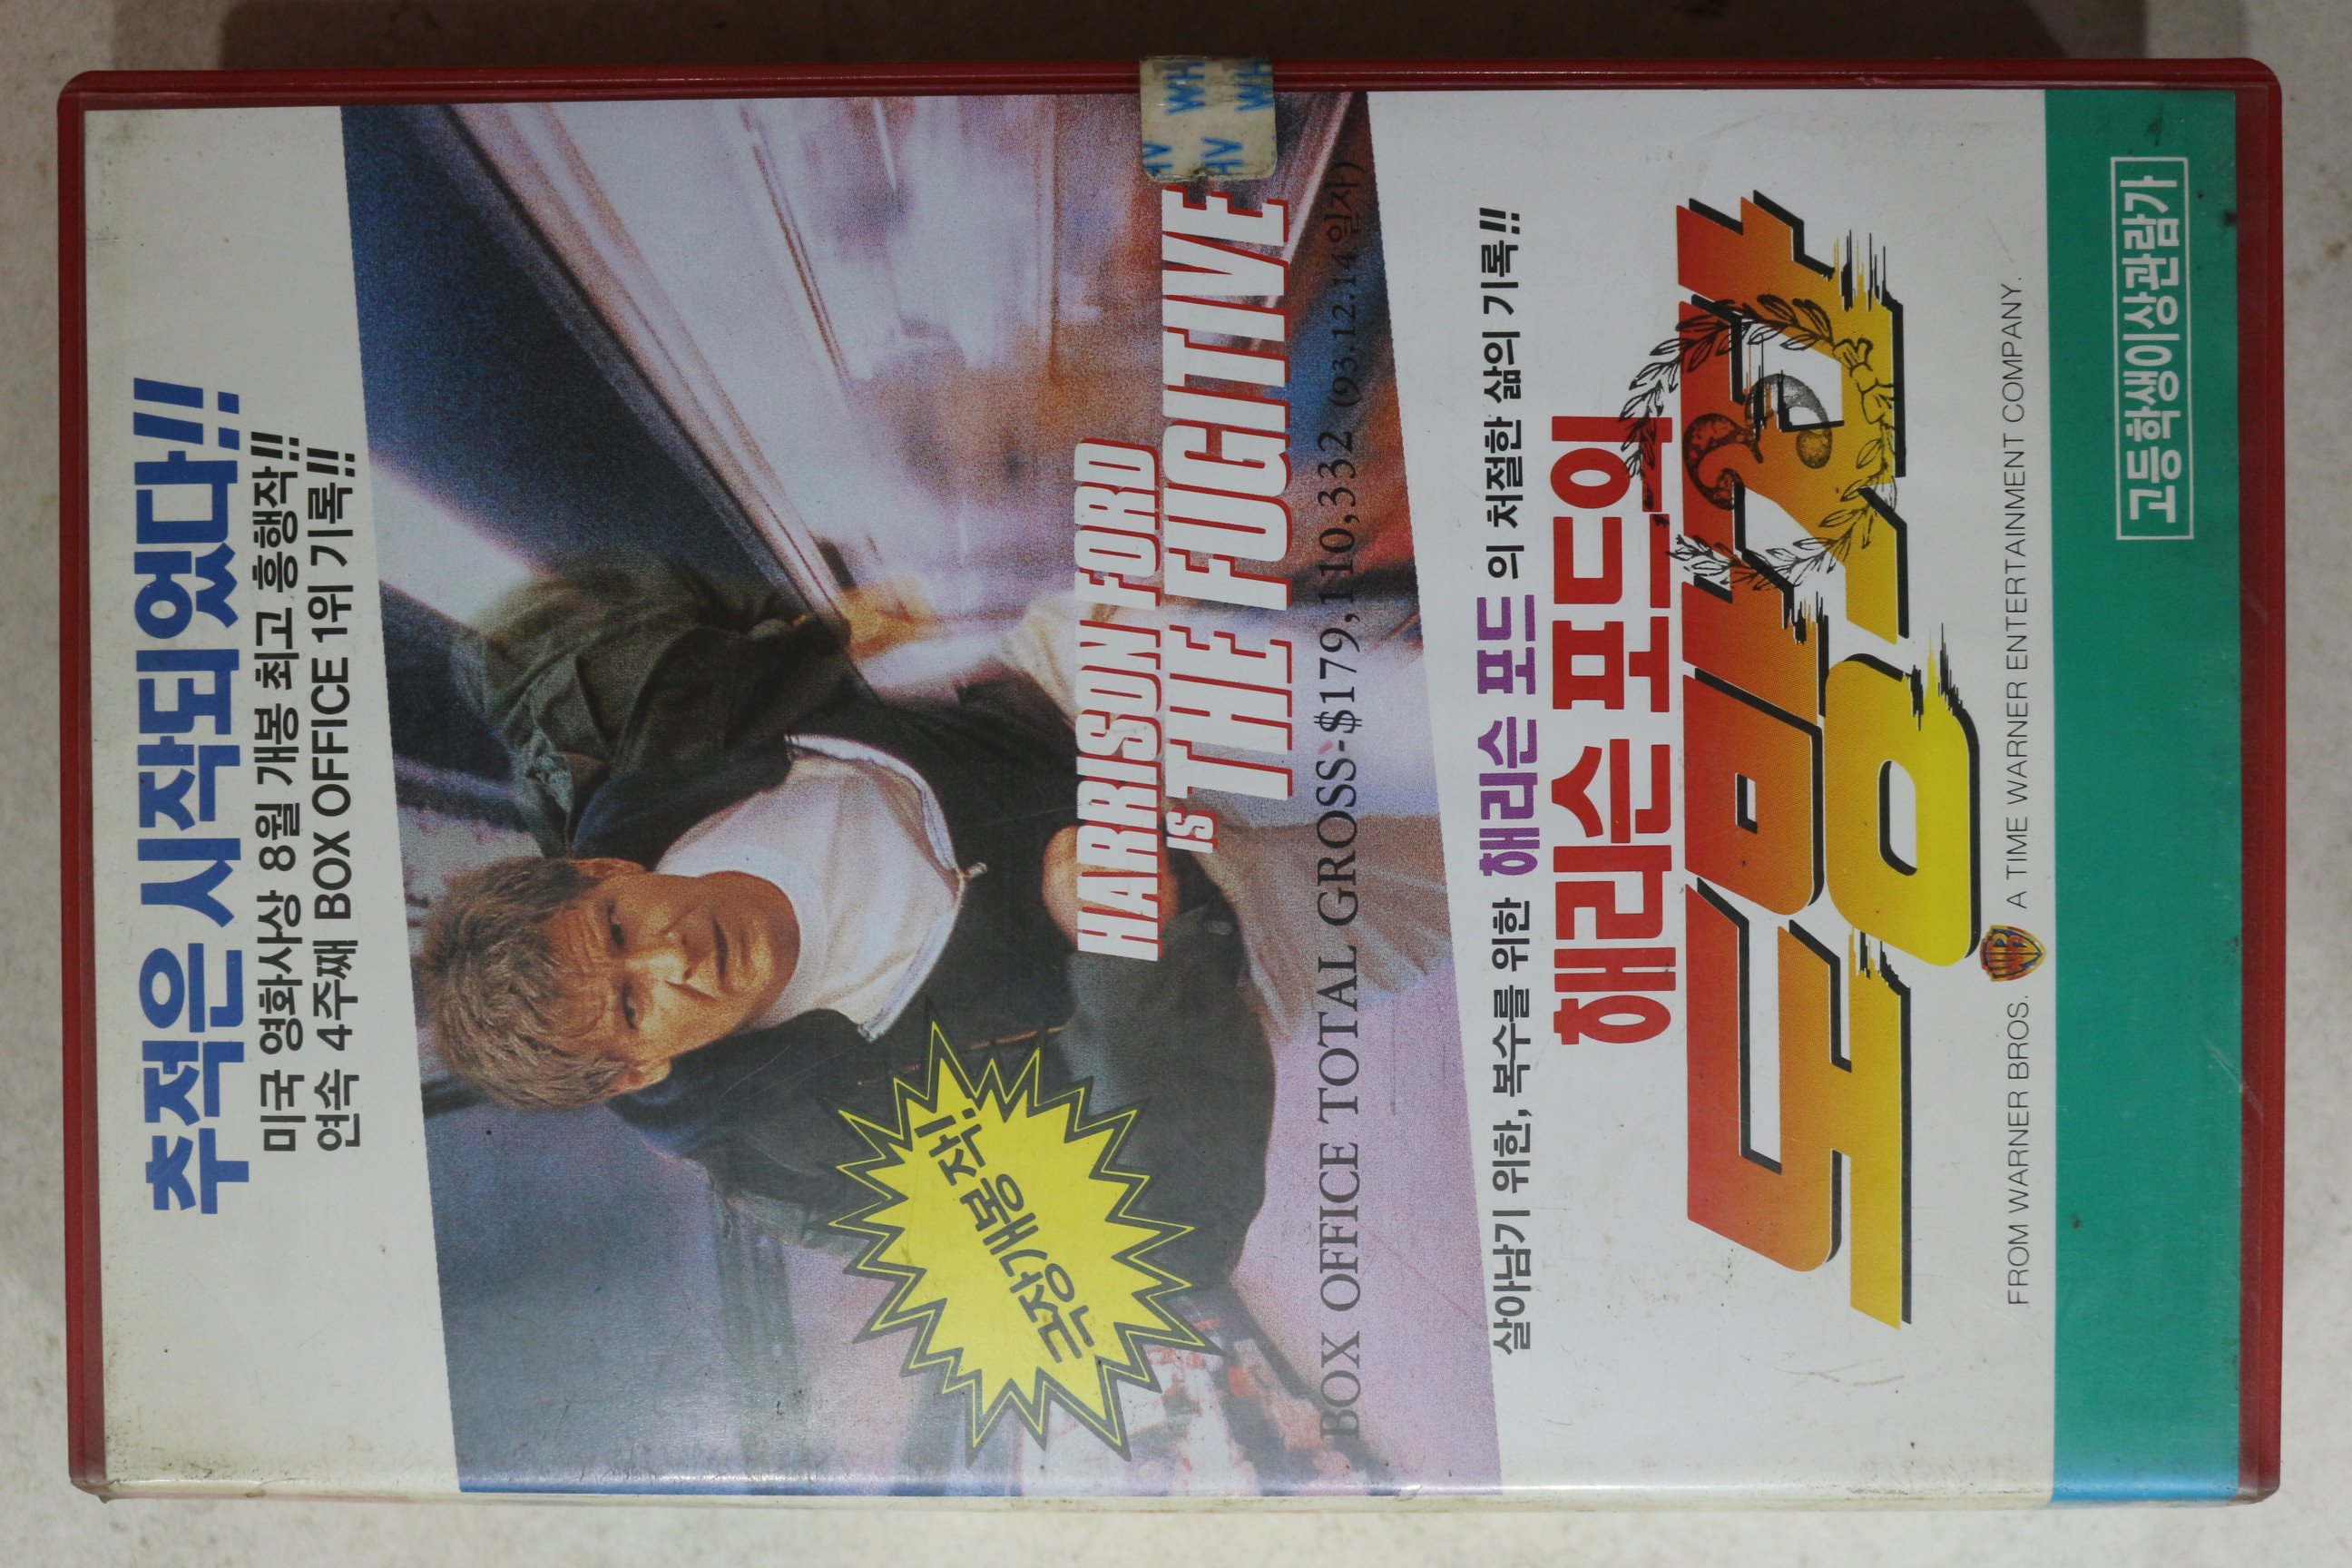 추적은 시작되었다!!
미국 영화사상 8월 개봉 최고 흥행작!!
연속 4주째 BOX OFFICE 1위 기록!!
극장개봉작!
HARRISON FORD
IS THE FUGITIVE
BOX OFFICE TOTAL GROSS-$179,110,332 (93.12.14 일자)
살아남기 위한, 복수를 위한 해리슨 포드의 처절한 삶의 기록!!
해리슨 포드의
도망자
FROM WARNER BROS. A TIME WARNER ENTERTAINMENT COMPANY.
고등학생이상관람가